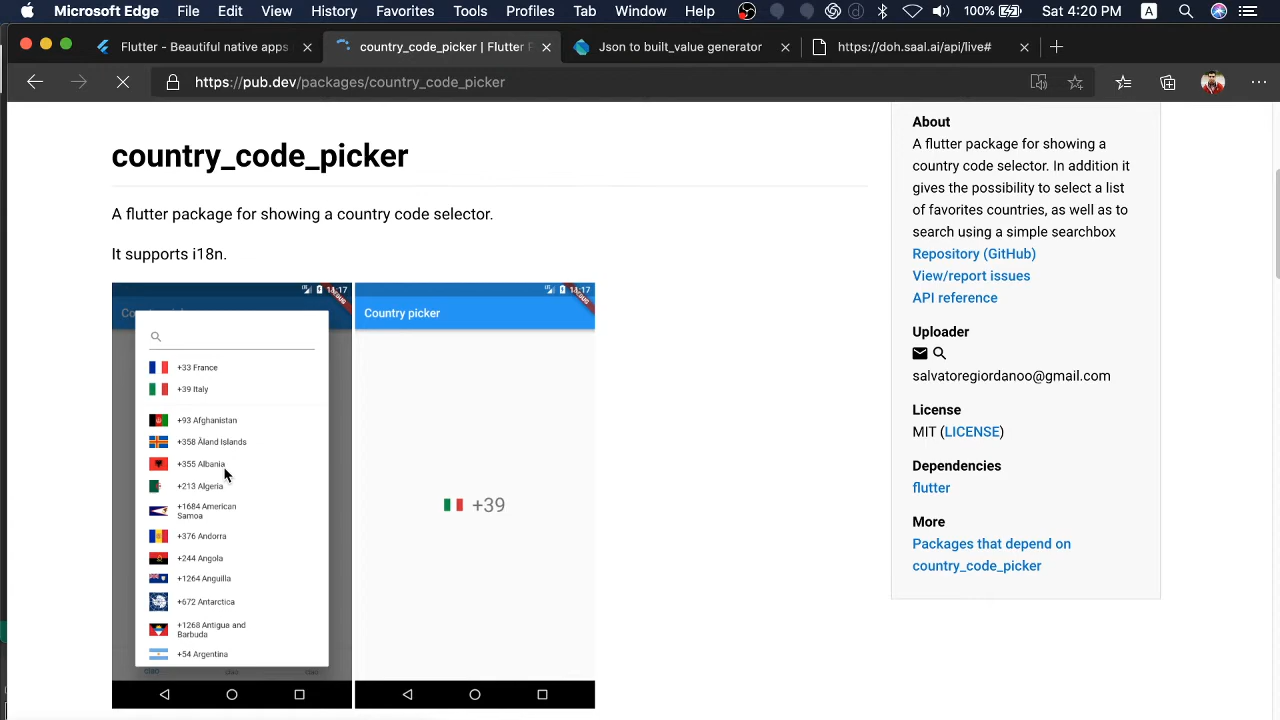 Microsoft Edge File Edit View History Favorites Tools Profiles Tab Window Help 100% Sat 4:20 PM A
Flutter - Beautiful native apps
country_code_picker | Flutter
Json to built_value generator
https://doh.saal.ai/api/live#
https://pub.dev/packages/country_code_picker
country_code_picker
A flutter package for showing a country code selector.
It supports i18n.
14:17
DEBUG
+33 France
+39 Italy
+93 Afghanistan
+358 Åland Islands
+355 Albania
+213 Algeria
+1684 American
Samoa
+376 Andorra
+244 Angola
+1264 Anguilla
+672 Antarctica
+1268 Antigua and
Barbuda
+54 Argentina
14:17
DEBUG
Country picker
+39
About
A flutter package for showing a
country code selector. In addition it
gives the possibility to select a list
of favorites countries, as well as to
search using a simple searchbox
Repository (GitHub)
View/report issues
API reference
Uploader
salvatoregiordanoo@gmail.com
License
MIT (LICENSE)
Dependencies
flutter
More
Packages that depend on
country_code_picker